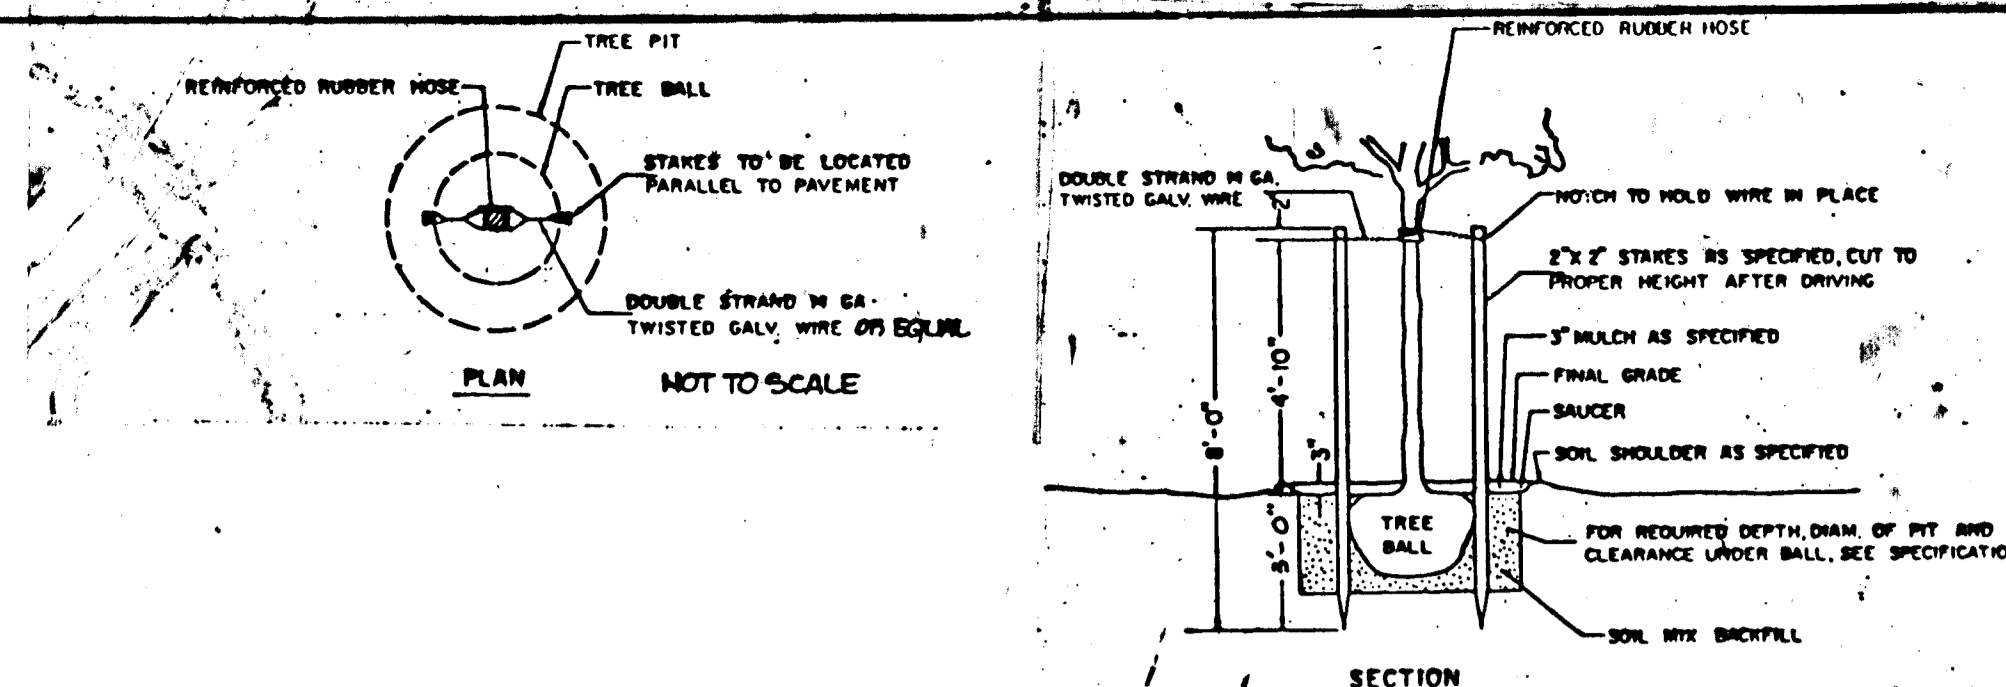 TREE PIT
REINFORCED RUBBER HOSE
TREE BALL
STAKES TO BE LOCATED
PARALLEL TO PAVEMENT
DOUBLE STRAND GA.
TWISTED GALV. WIRE OR EQUAL
PLAN
NOT TO SCALE
REINFORCED RUBBER HOSE
DOUBLE STRAND GA.
TWISTED GALV. WIRE
2"
NOTCH TO HOLD WIRE IN PLACE
2"X 2" STAKES AS SPECIFIED, CUT TO
PROPER HEIGHT AFTER DRIVING
3" MULCH AS SPECIFIED
FINAL GRADE
SAUCER
SOIL SHOULDER AS SPECIFIED
8'-0"
4'-10"
3"
3'-0"
TREE
BALL
FOR REQUIRED DEPTH, DIAM. OF PIT AND
CLEARANCE UNDER BALL, SEE SPECIFICATIO
SOIL MIX BACKFILL
SECTION